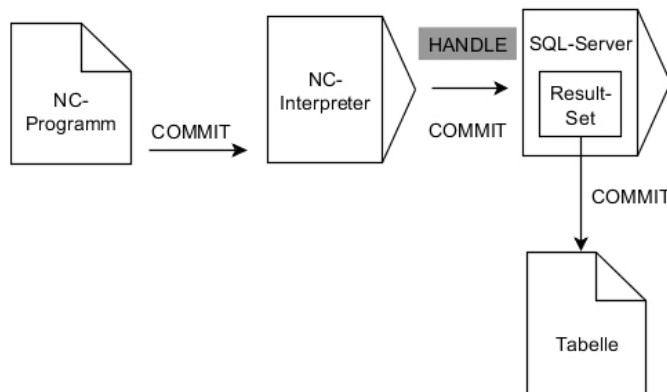 NC-
Programm
COMMIT
NC-
Interpreter
HANDLE
COMMIT
SQL-Server
Result-
Set
COMMIT
Tabelle